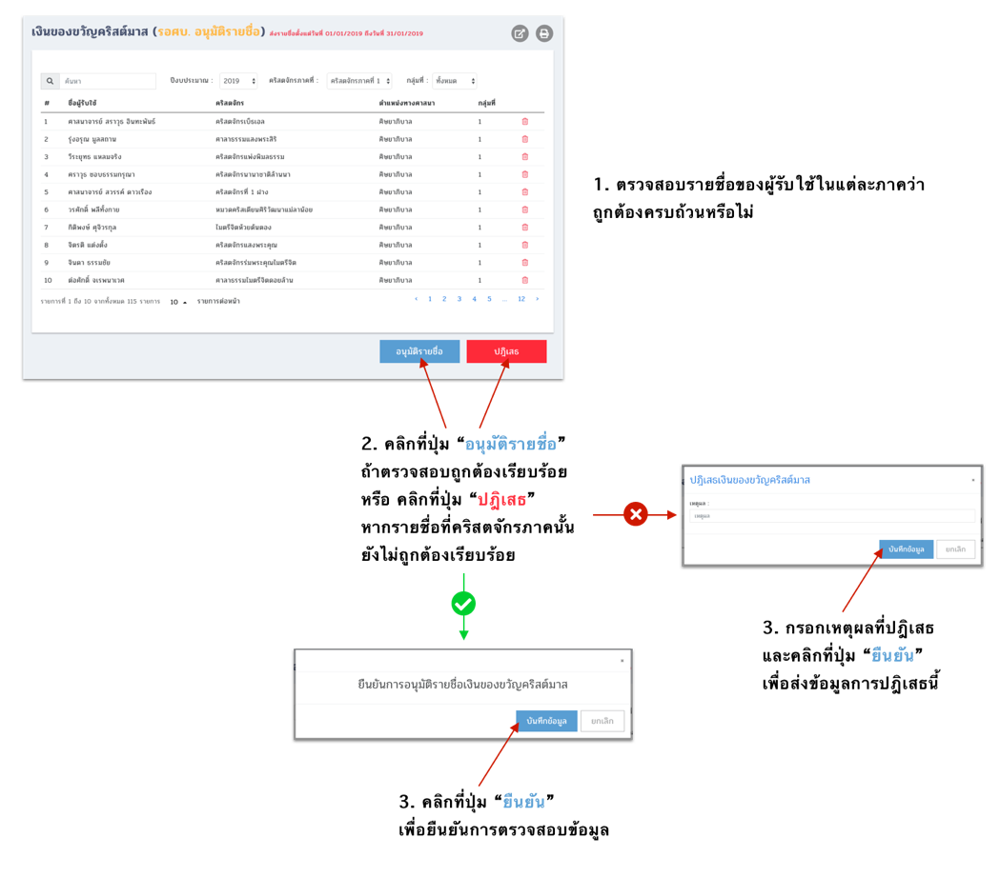 เงินของขวัญคริสต์มาส (รอศบ. อนุมัติรายชื่อ) ส่งรายชื่อตั้งแต่วันที่ 01/01/2019 ถึงวันที่ 31/01/2019
ค้นหา ปีงบประมาณ : 2019 คริสตจักรภาคที่ : คริสตจักรภาคที่ 1 กลุ่มที่ : ทั้งหมด
# ชื่อผู้รับใช้ คริสตจักร ตำแหน่งทางศาสนา กลุ่มที่
1 ศาสนาจารย์ สราวุธ อินทะพันธ์ คริสตจักรเบ็ธเอล ศิษยาภิบาล 1
2 รุ่งอรุณ มูลสถาน ศาลาธรรมแสงพระสิริ ศิษยาภิบาล 1
3 วีระยุทธ แหลมจริง คริสตจักรแห่งพิมลธรรม ศิษยาภิบาล 1
4 ศราวุธ ชอบธรรมกรุณา คริสตจักรนานาชาติล้านนา ศิษยาภิบาล 1
5 ศาสนาจารย์ สวรรค์ ดาวเรือง คริสตจักรที่ 1 ฝาง ศิษยาภิบาล 1
6 วรศักดิ์ พลีทั้งกาย หมวดคริสเตียนศิริวัฒนาแม่ลาน้อย ศิษยาภิบาล 1
7 กิติพงษ์ ศุจิวรกุล ไมตรีจิตห้วยต้นตอง ศิษยาภิบาล 1
8 จิตรติ แต่งตั้ง คริสตจักรแสงพระคุณ ศิษยาภิบาล 1
9 จินดา ธรรมชัย คริสตจักรร่มพระคุณไมตรีจิต ศิษยาภิบาล 1
10 ต่อศักดิ์ จเรพนาเวศ ศาลาธรรมไมตรีจิตดอยล้าน ศิษยาภิบาล 1
รายการที่ 1 ถึง 10 จากทั้งหมด 115 รายการ 10 รายการต่อหน้า ‹ 1 2 3 4 5 ... 12 ›
อนุมัติรายชื่อ ปฏิเสธ
1. ตรวจสอบรายชื่อของผู้รับใช้ในแต่ละภาคว่า
ถูกต้องครบถ้วนหรือไม่
2. คลิกที่ปุ่ม “อนุมัติรายชื่อ”
ถ้าตรวจสอบถูกต้องเรียบร้อย
หรือ คลิกที่ปุ่ม “ปฏิเสธ”
หากรายชื่อที่คริสตจักรภาคนั้น
ยังไม่ถูกต้องเรียบร้อย
ปฏิเสธเงินของขวัญคริสต์มาส ×
เหตุผล :
เหตุผล
บันทึกข้อมูล ยกเลิก
3. กรอกเหตุผลที่ปฏิเสธ
และคลิกที่ปุ่ม “ยืนยัน”
เพื่อส่งข้อมูลการปฏิเสธนี้
×
ยืนยันการอนุมัติรายชื่อเงินของขวัญคริสต์มาส
บันทึกข้อมูล ยกเลิก
3. คลิกที่ปุ่ม “ยืนยัน”
เพื่อยืนยันการตรวจสอบข้อมูล